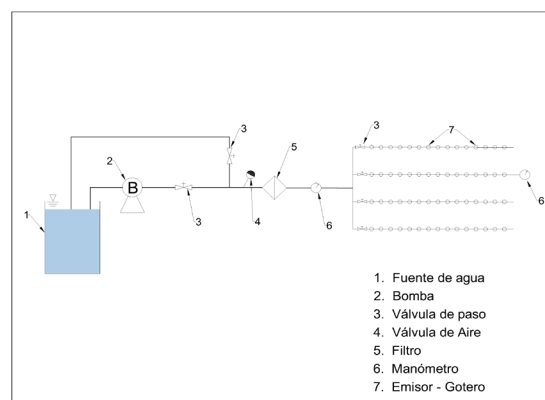 3
3
7
2
5
B
1
3
4
6
6
1. Fuente de agua
2. Bomba
3. Válvula de paso
4. Válvula de Aire
5. Filtro
6. Manómetro
7. Emisor - Gotero